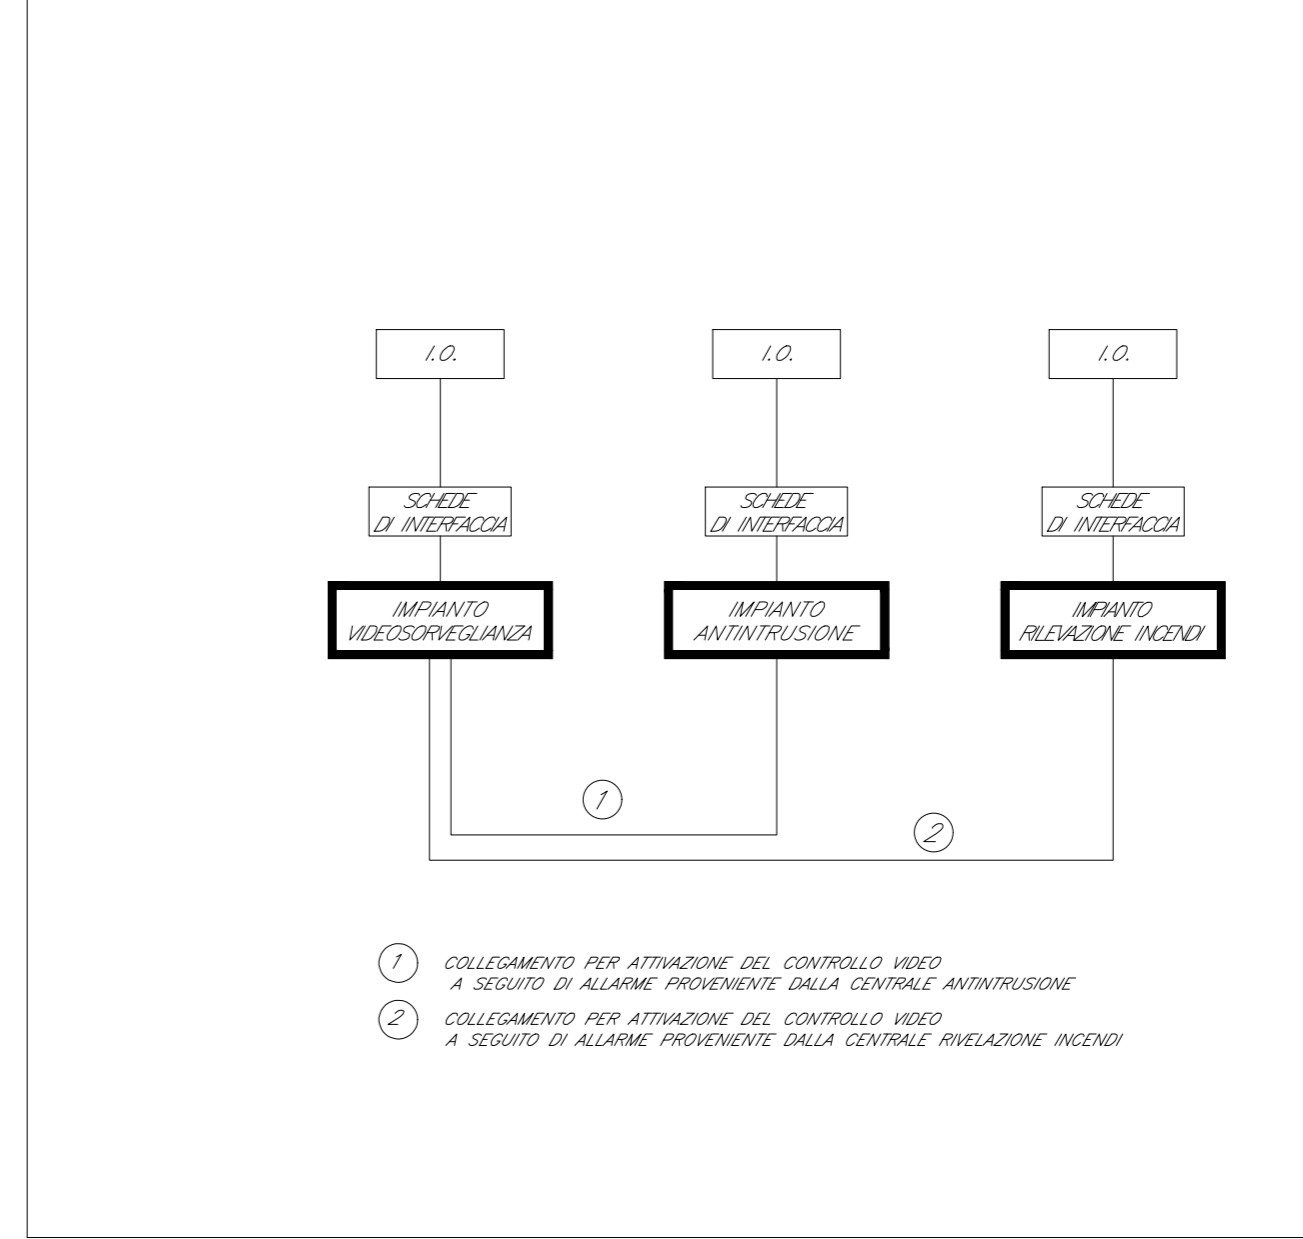 I.O.
I.O.
I.O.
SCHEDE
DI INTERFACCIA
SCHEDE
DI INTERFACCIA
SCHEDE
DI INTERFACCIA
IMPIANTO
VIDEOSORVEGLIANZA
IMPIANTO
ANTINTRUSIONE
IMPIANTO
RILEVAZIONE INCENDI
1
2
1
COLLEGAMENTO PER ATTIVAZIONE DEL CONTROLLO VIDEO
A SEGUITO DI ALLARME PROVENIENTE DALLA CENTRALE ANTINTRUSIONE
2
COLLEGAMENTO PER ATTIVAZIONE DEL CONTROLLO VIDEO
A SEGUITO DI ALLARME PROVENIENTE DALLA CENTRALE RIVELAZIONE INCENDI